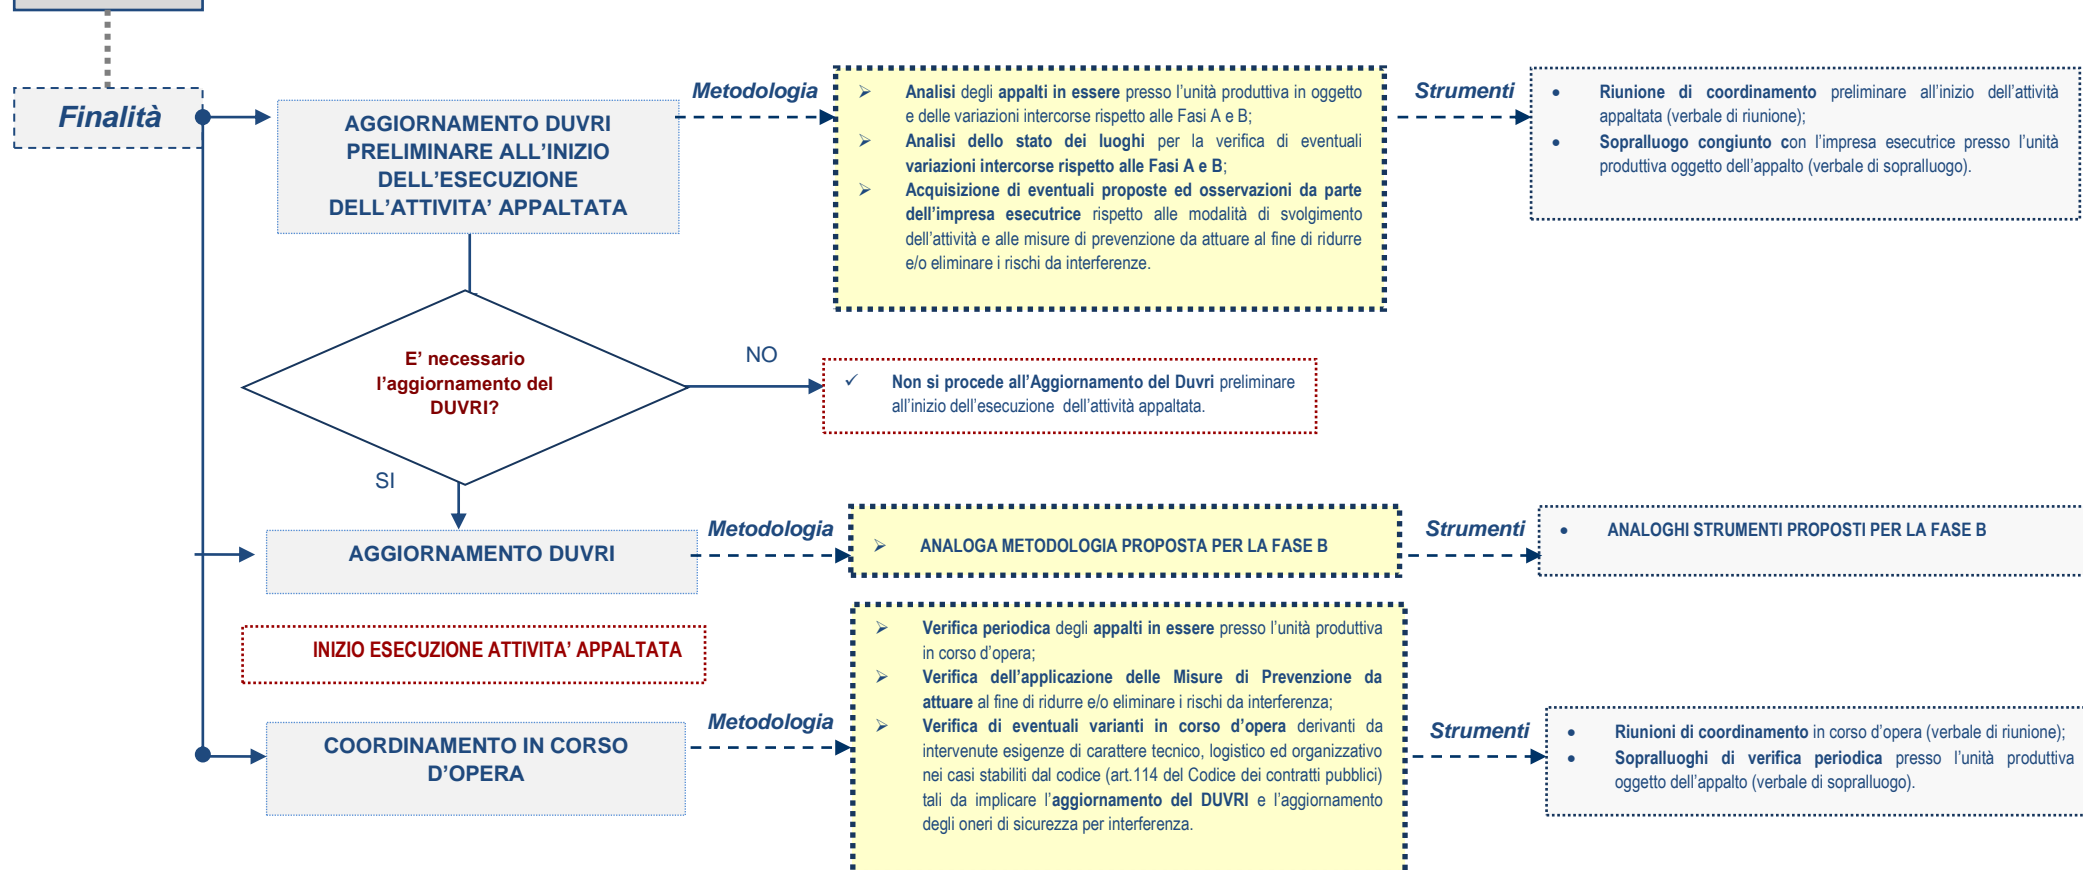 Finalità
AGGIORNAMENTO DUVRI
PRELIMINARE ALL'INIZIO
DELL'ESECUZIONE
DELL'ATTIVITA' APPALTATA
Metodologia
➢ Analisi degli appalti in essere presso l'unità produttiva in oggetto
e delle variazioni intercorse rispetto alle Fasi A e B;
➢ Analisi dello stato dei luoghi per la verifica di eventuali
variazioni intercorse rispetto alle Fasi A e B;
➢ Acquisizione di eventuali proposte ed osservazioni da parte
dell'impresa esecutrice rispetto alle modalità di svolgimento
dell'attività e alle misure di prevenzione da attuare al fine di ridurre
e/o eliminare i rischi da interferenze.
Strumenti
• Riunione di coordinamento preliminare all'inizio dell'attività
appaltata (verbale di riunione);
• Sopralluogo congiunto con l'impresa esecutrice presso l'unità
produttiva oggetto dell'appalto (verbale di sopralluogo).
E' necessario
l'aggiornamento del
DUVRI?
NO
✓ Non si procede all'Aggiornamento del Duvri preliminare
all'inizio dell'esecuzione dell'attività appaltata.
SI
AGGIORNAMENTO DUVRI
Metodologia
➢ ANALOGA METODOLOGIA PROPOSTA PER LA FASE B
Strumenti
• ANALOGHI STRUMENTI PROPOSTI PER LA FASE B
INIZIO ESECUZIONE ATTIVITA' APPALTATA
COORDINAMENTO IN CORSO
D'OPERA
Metodologia
➢ Verifica periodica degli appalti in essere presso l'unità produttiva
in corso d'opera;
➢ Verifica dell'applicazione delle Misure di Prevenzione da
attuare al fine di ridurre e/o eliminare i rischi da interferenza;
➢ Verifica di eventuali varianti in corso d'opera derivanti da
intervenute esigenze di carattere tecnico, logistico ed organizzativo
nei casi stabiliti dal codice (art.114 del Codice dei contratti pubblici)
tali da implicare l'aggiornamento del DUVRI e l'aggiornamento
degli oneri di sicurezza per interferenza.
Strumenti
• Riunioni di coordinamento in corso d'opera (verbale di riunione);
• Sopralluoghi di verifica periodica presso l'unità produttiva
oggetto dell'appalto (verbale di sopralluogo).